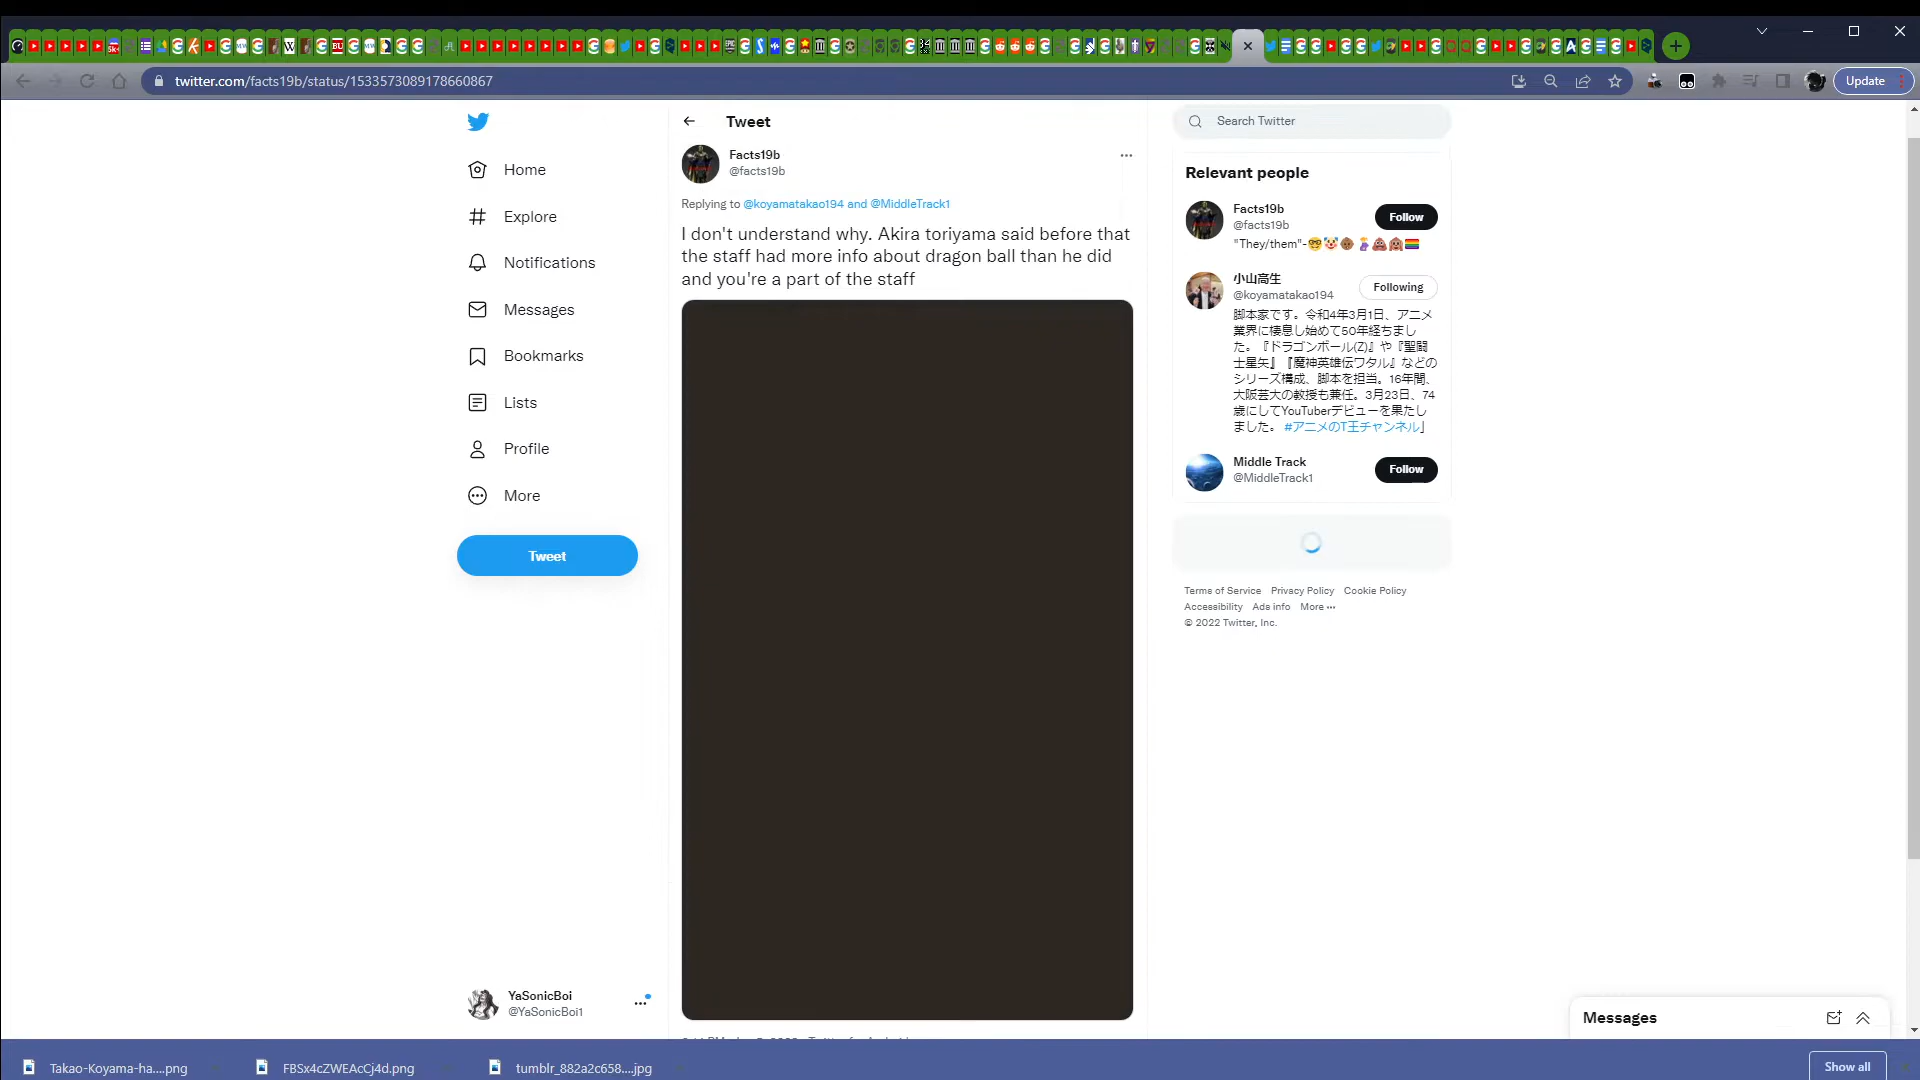 twitter.com/facts19b/status/1533573089178660867
Update
Home
Explore
Notifications
Messages
Bookmarks
Lists
Profile
More
Tweet
YaSonicBoi
@YaSonicBoi1
Tweet
Facts19b
@facts19b
Replying to @koyamatakao194 and @MiddleTrack1
I don't understand why. Akira toriyama said before that
the staff had more info about dragon ball than he did
and you're a part of the staff
Search Twitter
Relevant people
Facts19b
@facts19b
Follow
"They/them"-🤓🤡
小山高生
@koyamatakao194
Following
脚本家です。令和4年3月1日、アニメ
業界に棲息し始めて50年経ちまし
た。『ドラゴンボール(Z)』や『聖闘
士星矢』『魔神英雄伝ワタル』などの
シリーズ構成、脚本を担当。16年間、
大阪芸大の教授も兼任。3月23日、74
歳にしてYouTuberデビューを果たし
ました。 #アニメのT王チャンネル」
Middle Track
@MiddleTrack1
Follow
Terms of Service Privacy Policy Cookie Policy
Accessibility Ads info More ···
© 2022 Twitter, Inc.
Messages
Takao-Koyama-ha....png
FBSx4cZWEAcCj4d.png
tumblr_882a2c658....jpg
Show all